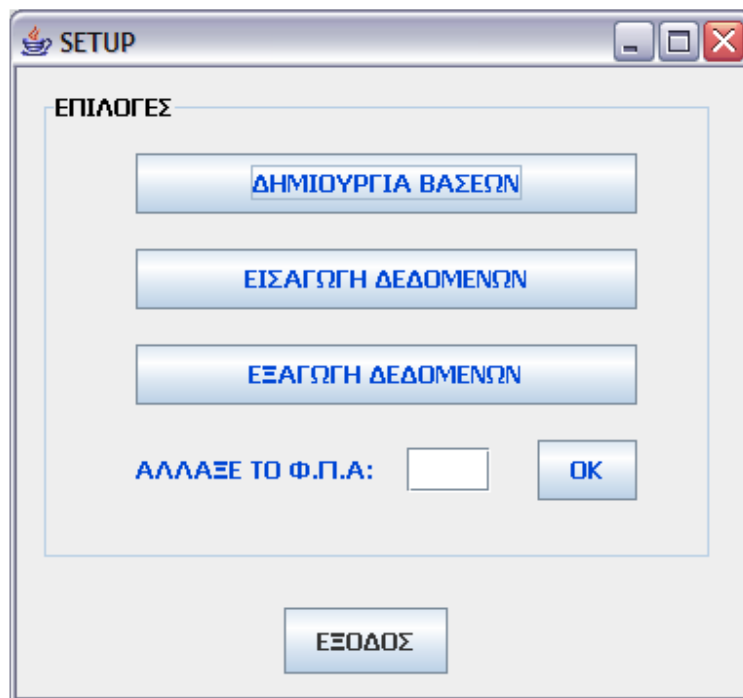 SETUP
ΕΠΙΛΟΓΕΣ
ΔΗΜΙΟΥΡΓΙΑ ΒΑΣΕΩΝ
ΕΙΣΑΓΩΓΗ ΔΕΔΟΜΕΝΩΝ
ΕΞΑΓΩΓΗ ΔΕΔΟΜΕΝΩΝ
ΑΛΛΑΞΕ ΤΟ Φ.Π.Α: OK
ΕΞΟΔΟΣ